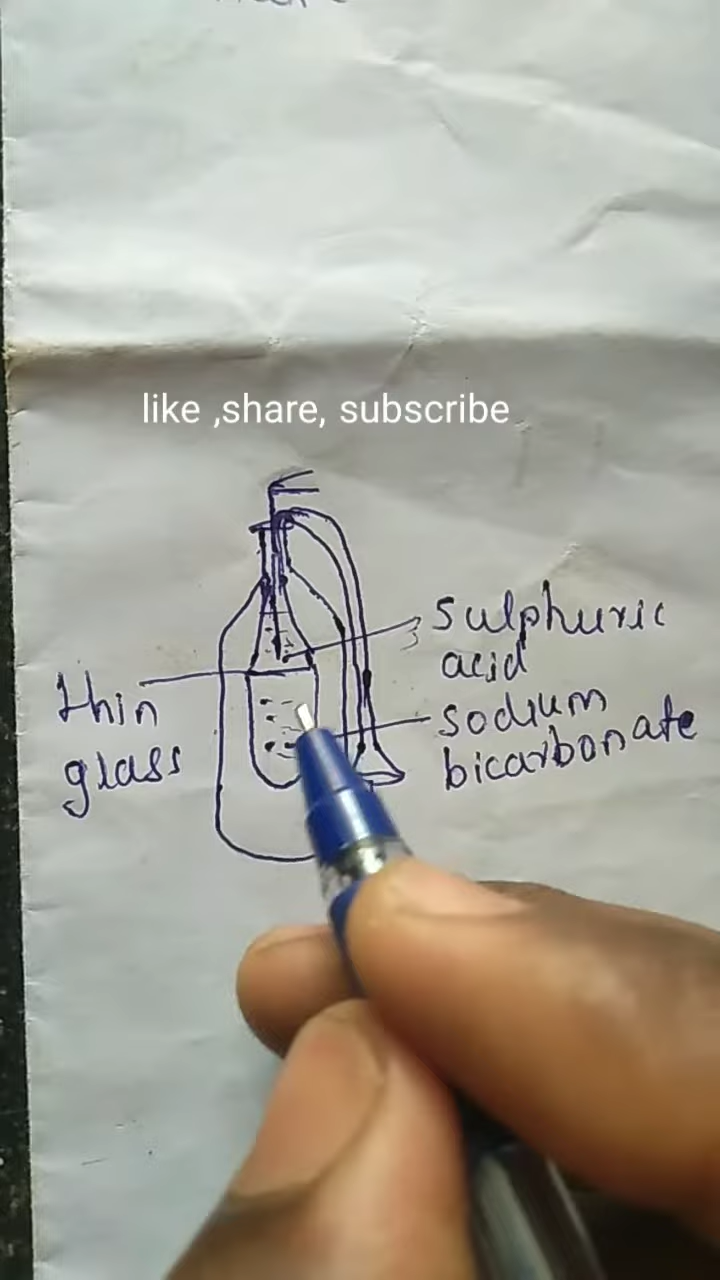 like ,share, subscribe
sulphuric
acid
thin
glass
sodium
bicarbonate